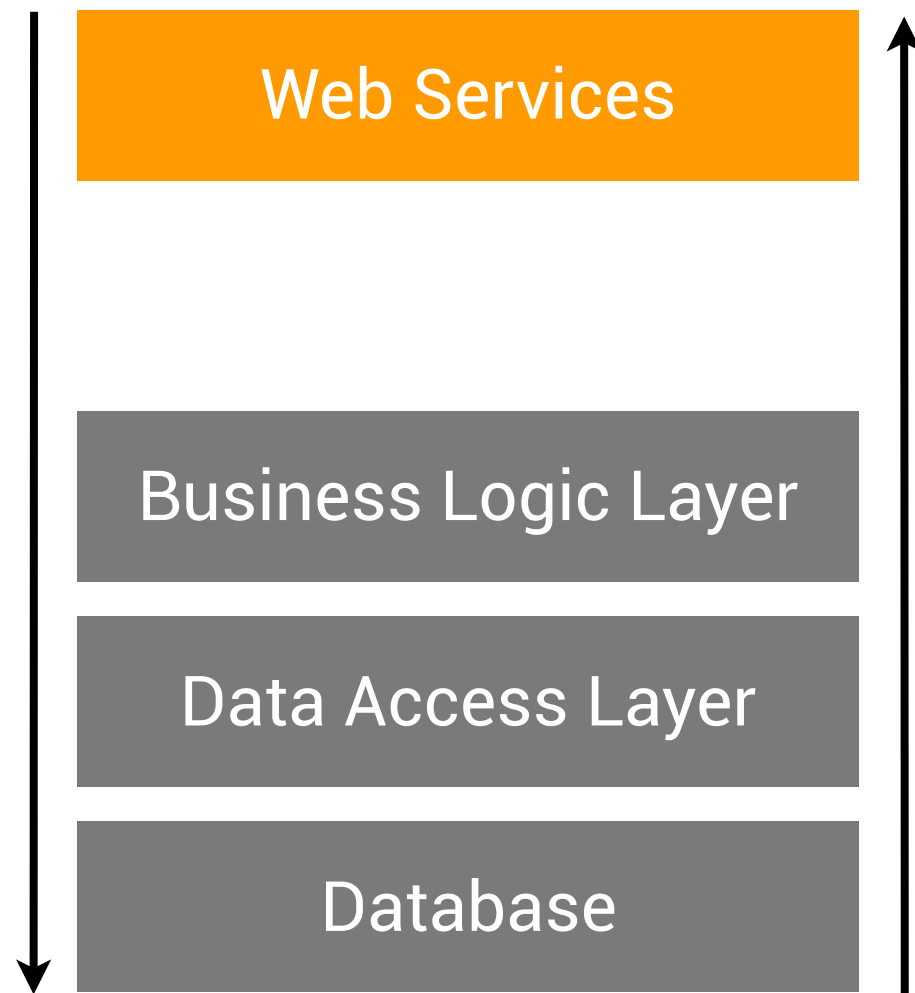 Web Services
Business Logic Layer
Data Access Layer
Database